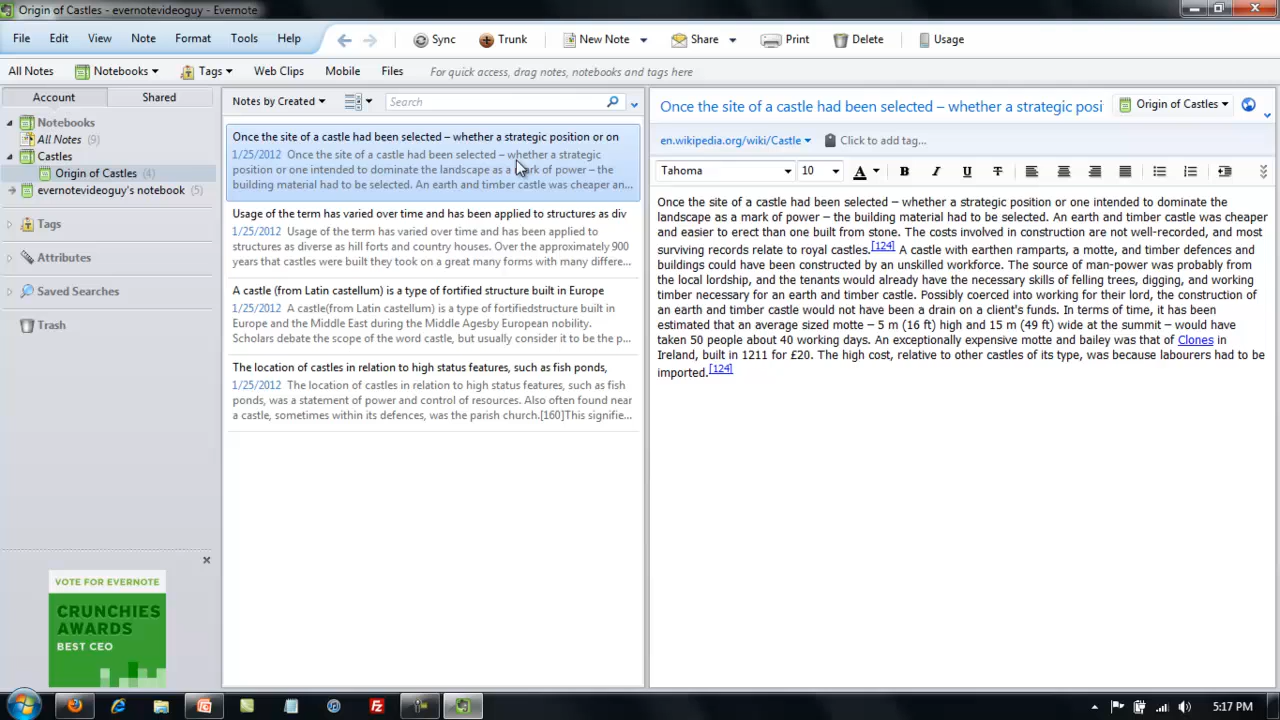 Origin of Castles - evernotevideoguy - Evernote
File Edit View Note Format Tools Help Sync Trunk New Note Share Print Delete Usage
All Notes Notebooks Tags Web Clips Mobile Files For quick access, drag notes, notebooks and tags here
Account Shared
Notebooks
All Notes (9)
Castles
Origin of Castles (4)
evernotevideoguy's notebook (5)
Tags
Attributes
Saved Searches
Trash
VOTE FOR EVERNOTE
CRUNCHIES
AWARDS
BEST CEO
Notes by Created Search
Once the site of a castle had been selected – whether a strategic position or on
1/25/2012 Once the site of a castle had been selected – whether a strategic
position or one intended to dominate the landscape as a mark of power – the
building material had to be selected. An earth and timber castle was cheaper an...
Usage of the term has varied over time and has been applied to structures as div
1/25/2012 Usage of the term has varied over time and has been applied to
structures as diverse as hill forts and country houses. Over the approximately 900
years that castles were built they took on a great many forms with many differe...
A castle (from Latin castellum) is a type of fortified structure built in Europe
1/25/2012 A castle(from Latin castellum) is a type of fortifiedstructure built in
Europe and the Middle East during the Middle Agesby European nobility.
Scholars debate the scope of the word castle, but usually consider it to be the p...
The location of castles in relation to high status features, such as fish ponds,
1/25/2012 The location of castles in relation to high status features, such as fish
ponds, was a statement of power and control of resources. Also often found near
a castle, sometimes within its defences, was the parish church.[160]This signifie...
Once the site of a castle had been selected – whether a strategic posi Origin of Castles
en.wikipedia.org/wiki/Castle Click to add tag...
Tahoma 10 A B I U T
Once the site of a castle had been selected – whether a strategic position or one intended to dominate the
landscape as a mark of power – the building material had to be selected. An earth and timber castle was cheaper
and easier to erect than one built from stone. The costs involved in construction are not well-recorded, and most
surviving records relate to royal castles.[124] A castle with earthen ramparts, a motte, and timber defences and
buildings could have been constructed by an unskilled workforce. The source of man-power was probably from
the local lordship, and the tenants would already have the necessary skills of felling trees, digging, and working
timber necessary for an earth and timber castle. Possibly coerced into working for their lord, the construction of
an earth and timber castle would not have been a drain on a client's funds. In terms of time, it has been
estimated that an average sized motte – 5 m (16 ft) high and 15 m (49 ft) wide at the summit – would have
taken 50 people about 40 working days. An exceptionally expensive motte and bailey was that of Clones in
Ireland, built in 1211 for £20. The high cost, relative to other castles of its type, was because labourers had to be
imported.[124]
5:17 PM